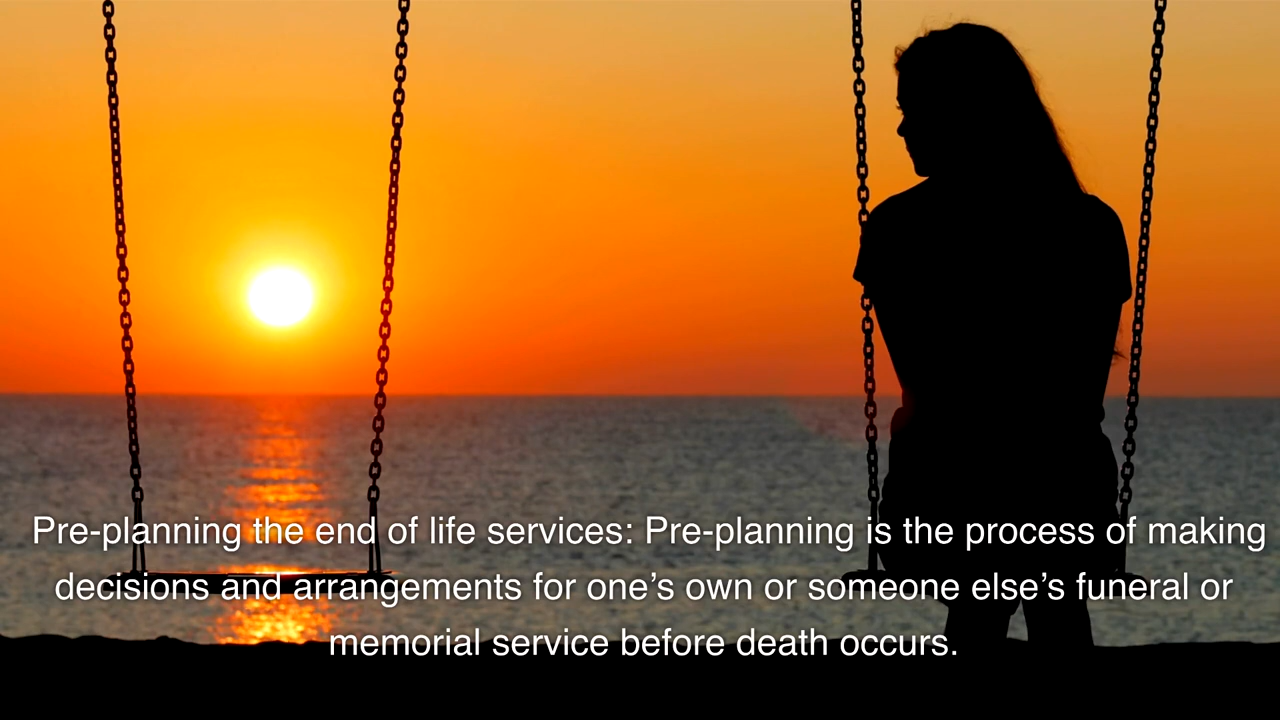 Pre-planning the end of life services: Pre-planning is the process of making
decisions and arrangements for one’s own or someone else’s funeral or
memorial service before death occurs.